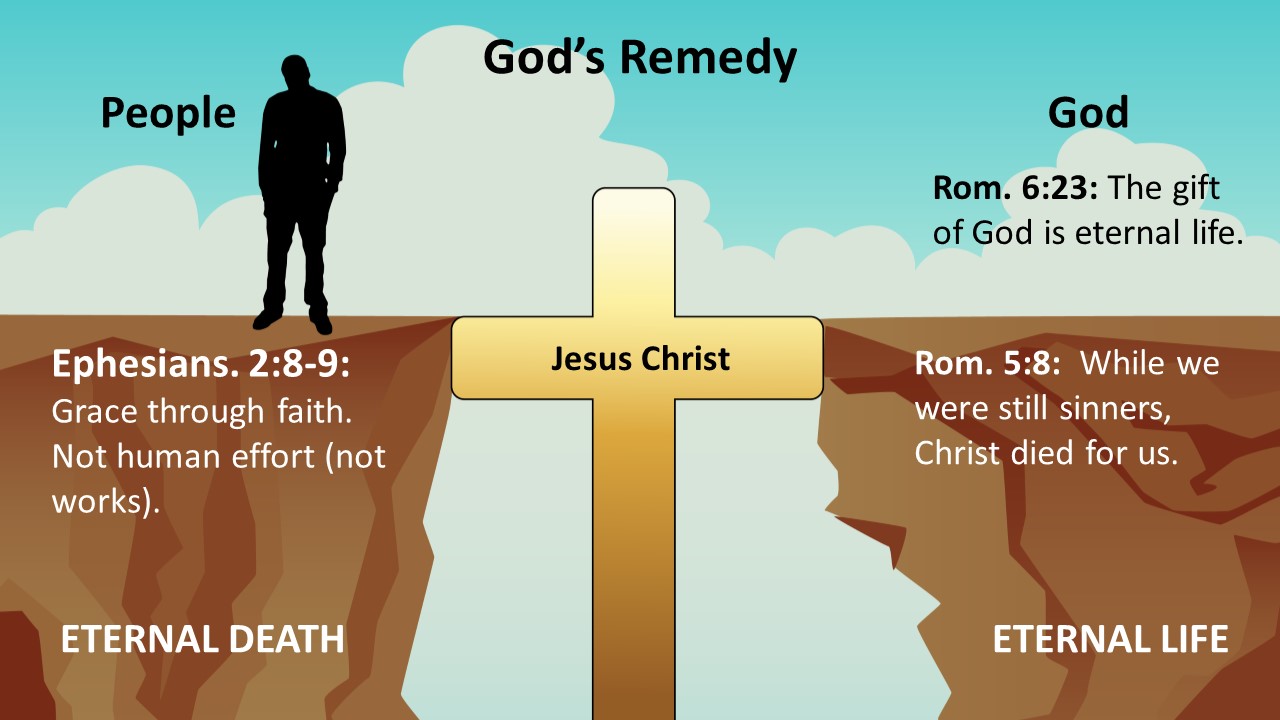 God’s Remedy
People
God
Rom. 6:23: The gift
of God is eternal life.
Jesus Christ
Ephesians. 2:8-9:
Grace through faith.
Not human effort (not
works).
Rom. 5:8:  While we
were still sinners,
Christ died for us.
ETERNAL DEATH
ETERNAL LIFE